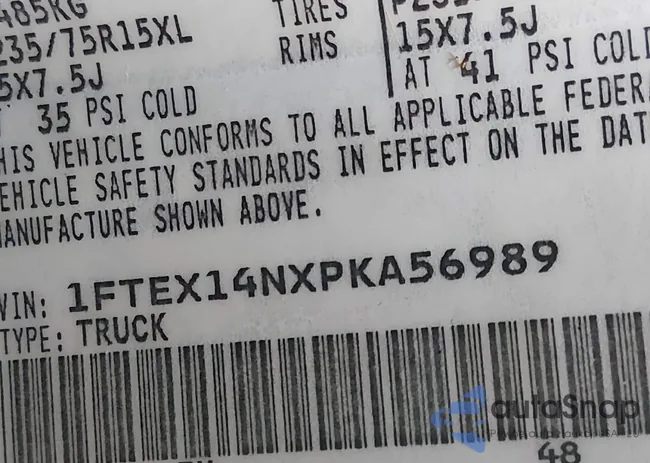 485KG
TIRES
235/75R15XL
RIMS
15X7.5J
5X7.5J
AT 41 PSI COLD
35 PSI COLD
HIS VEHICLE CONFORMS TO ALL APPLICABLE FEDERA
EHICLE SAFETY STANDARDS IN EFFECT ON THE DAT
ANUFACTURE SHOWN ABOVE.
VIN: 1FTEX14NXPKA56989
TYPE: TRUCK
autoSnap
48